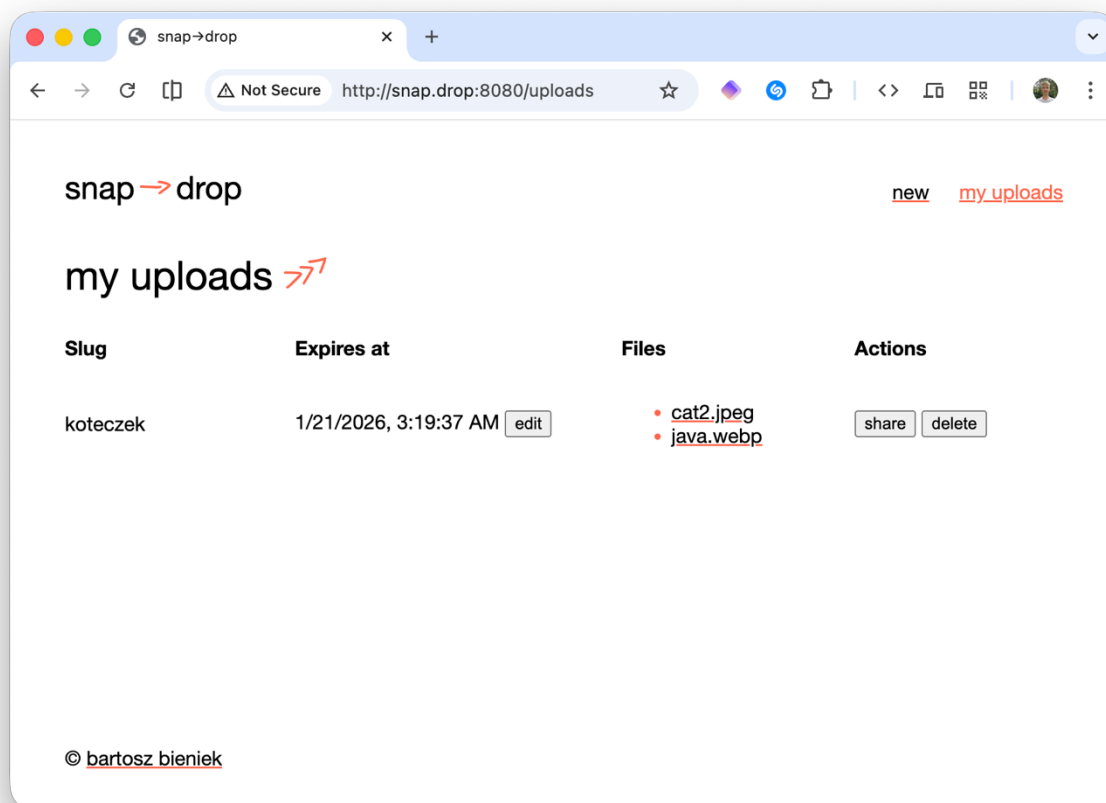 snap→drop
Not Secure http://snap.drop:8080/uploads
snap → drop
new my uploads
my uploads
Slug Expires at Files Actions
koteczek 1/21/2026, 3:19:37 AM edit
cat2.jpeg
java.webp
share delete
© bartosz bieniek